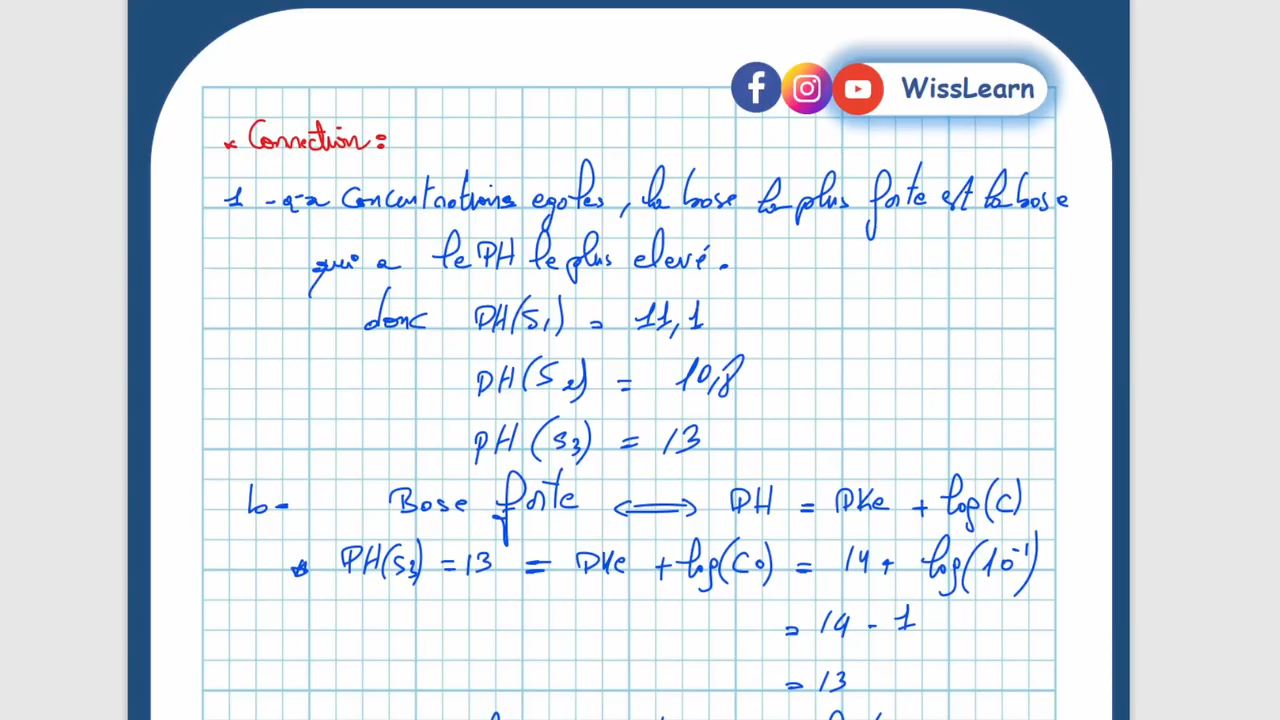 WissLearn
* Correction:
1 -a-a concentrations egales, la base la plus forte est la base
qui a le PH le plus elevé.
donc PH(S1) = 11,1
PH(S2) = 10,8
PH(S3) = 13
b- Base forte ⟺ PH = PKe + log(C)
* PH(S3) = 13 = PKe + log(C0) = 14 + log(10⁻¹)
= 14 - 1
= 13